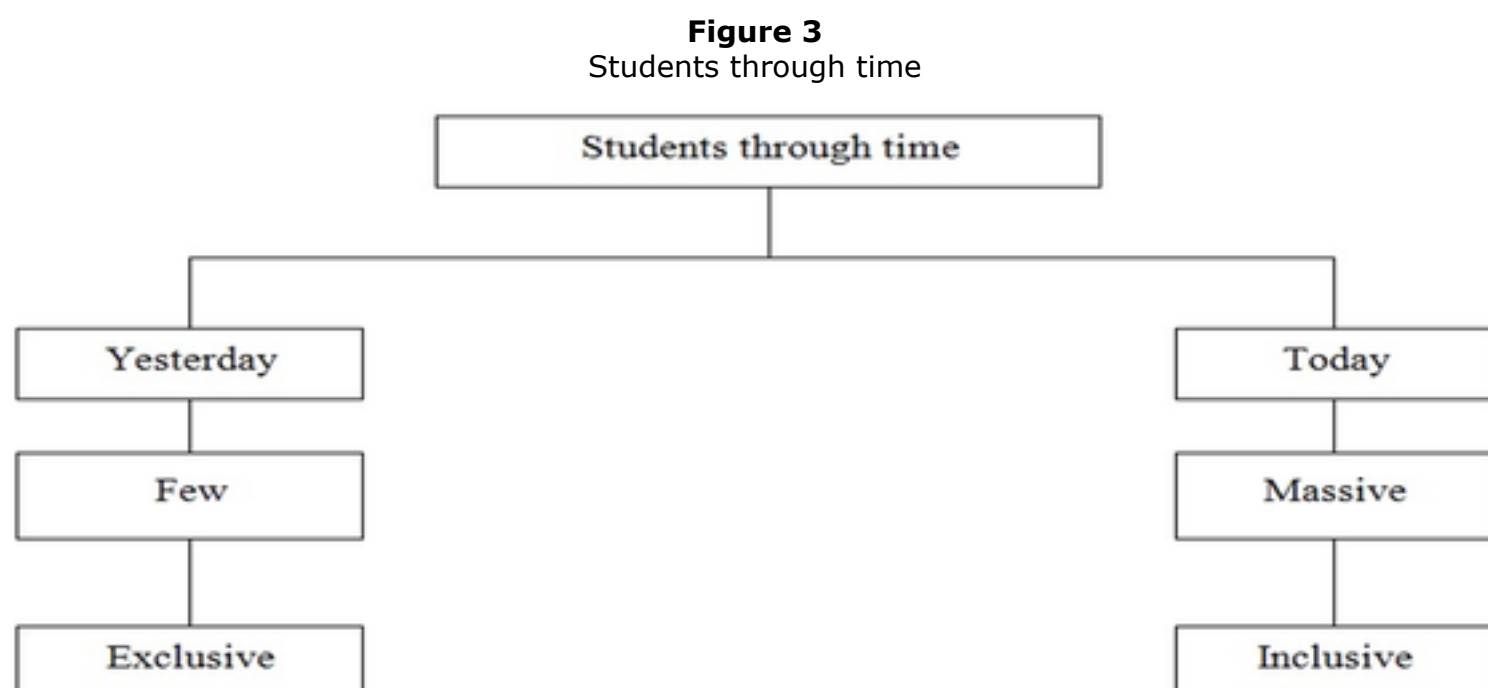 Figure 3
Students through time
Students through time
Yesterday
Today
Few
Massive
Exclusive
Inclusive